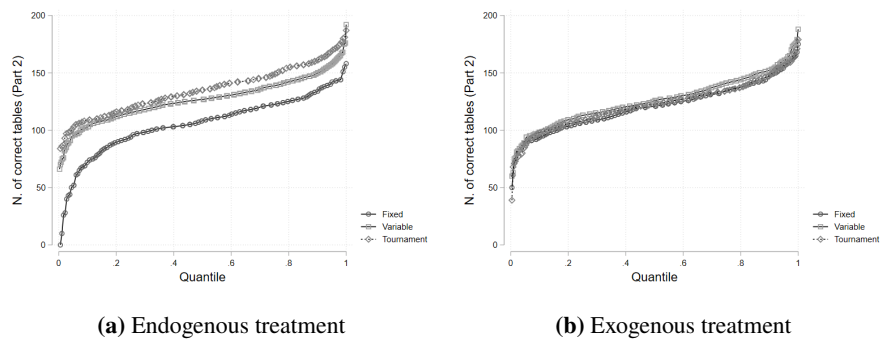 N. of correct tables (Part 2)
200
150
100
50
0
0 .2 .4 .6 .8 1
Quantile
Fixed
Variable
Tournament
(a) Endogenous treatment
N. of correct tables (Part 2)
200
150
100
50
0
0 .2 .4 .6 .8 1
Quantile
Fixed
Variable
Tournament
(b) Exogenous treatment